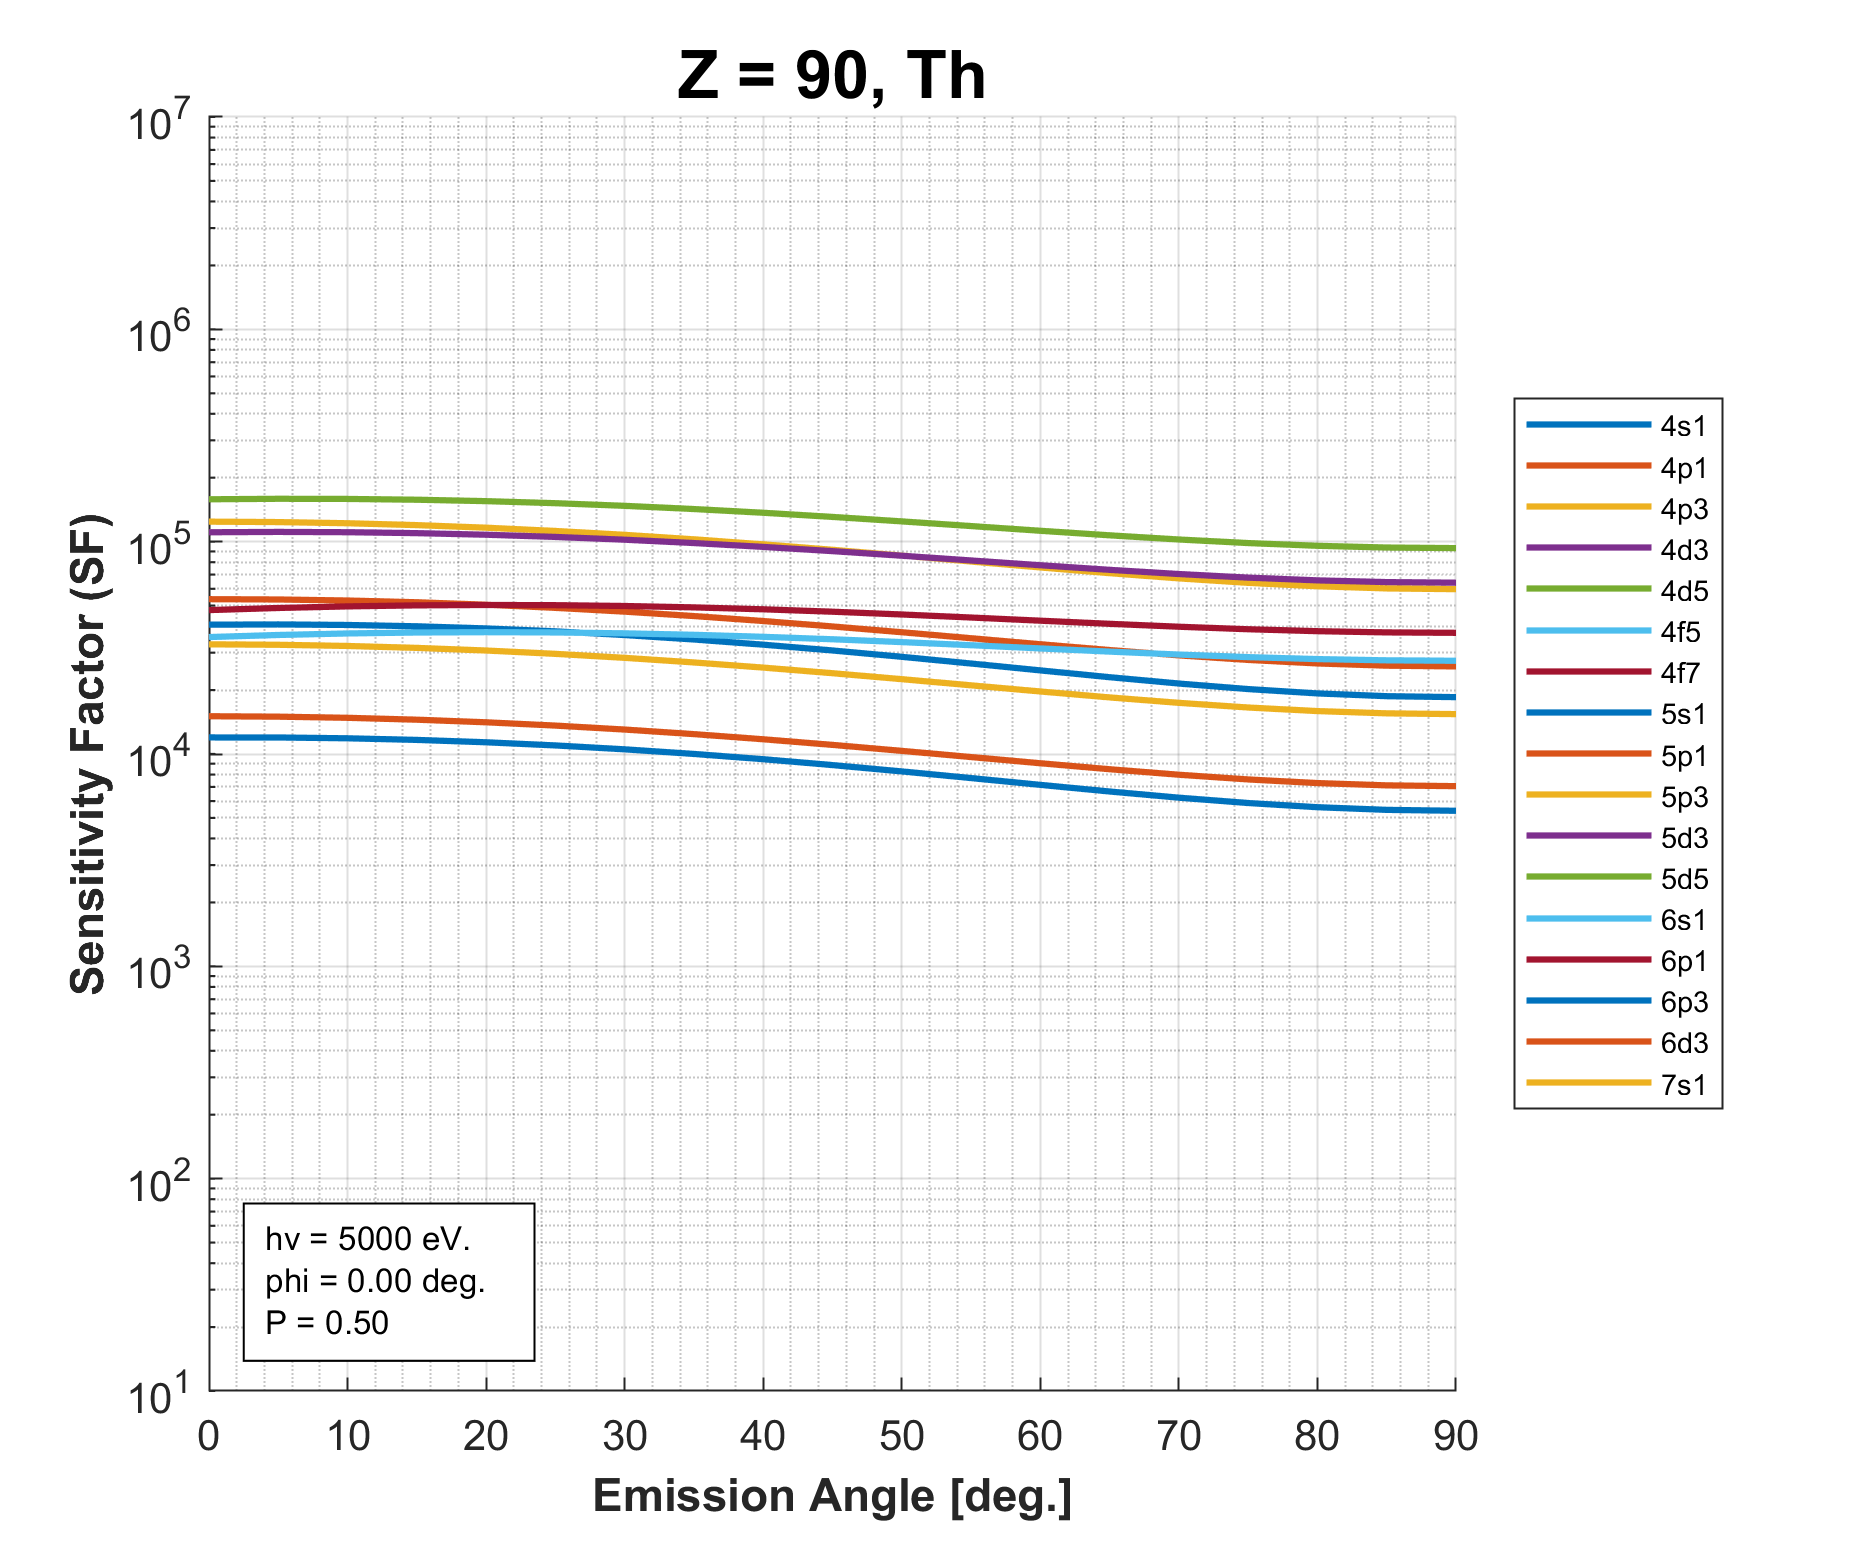 Z = 90, Th
10^7
10^6
10^5
10^4
10^3
10^2
10^1
Sensitivity Factor (SF)
hv = 5000 eV.
phi = 0.00 deg.
P = 0.50
0 10 20 30 40 50 60 70 80 90
Emission Angle [deg.]
4s1
4p1
4p3
4d3
4d5
4f5
4f7
5s1
5p1
5p3
5d3
5d5
6s1
6p1
6p3
6d3
7s1